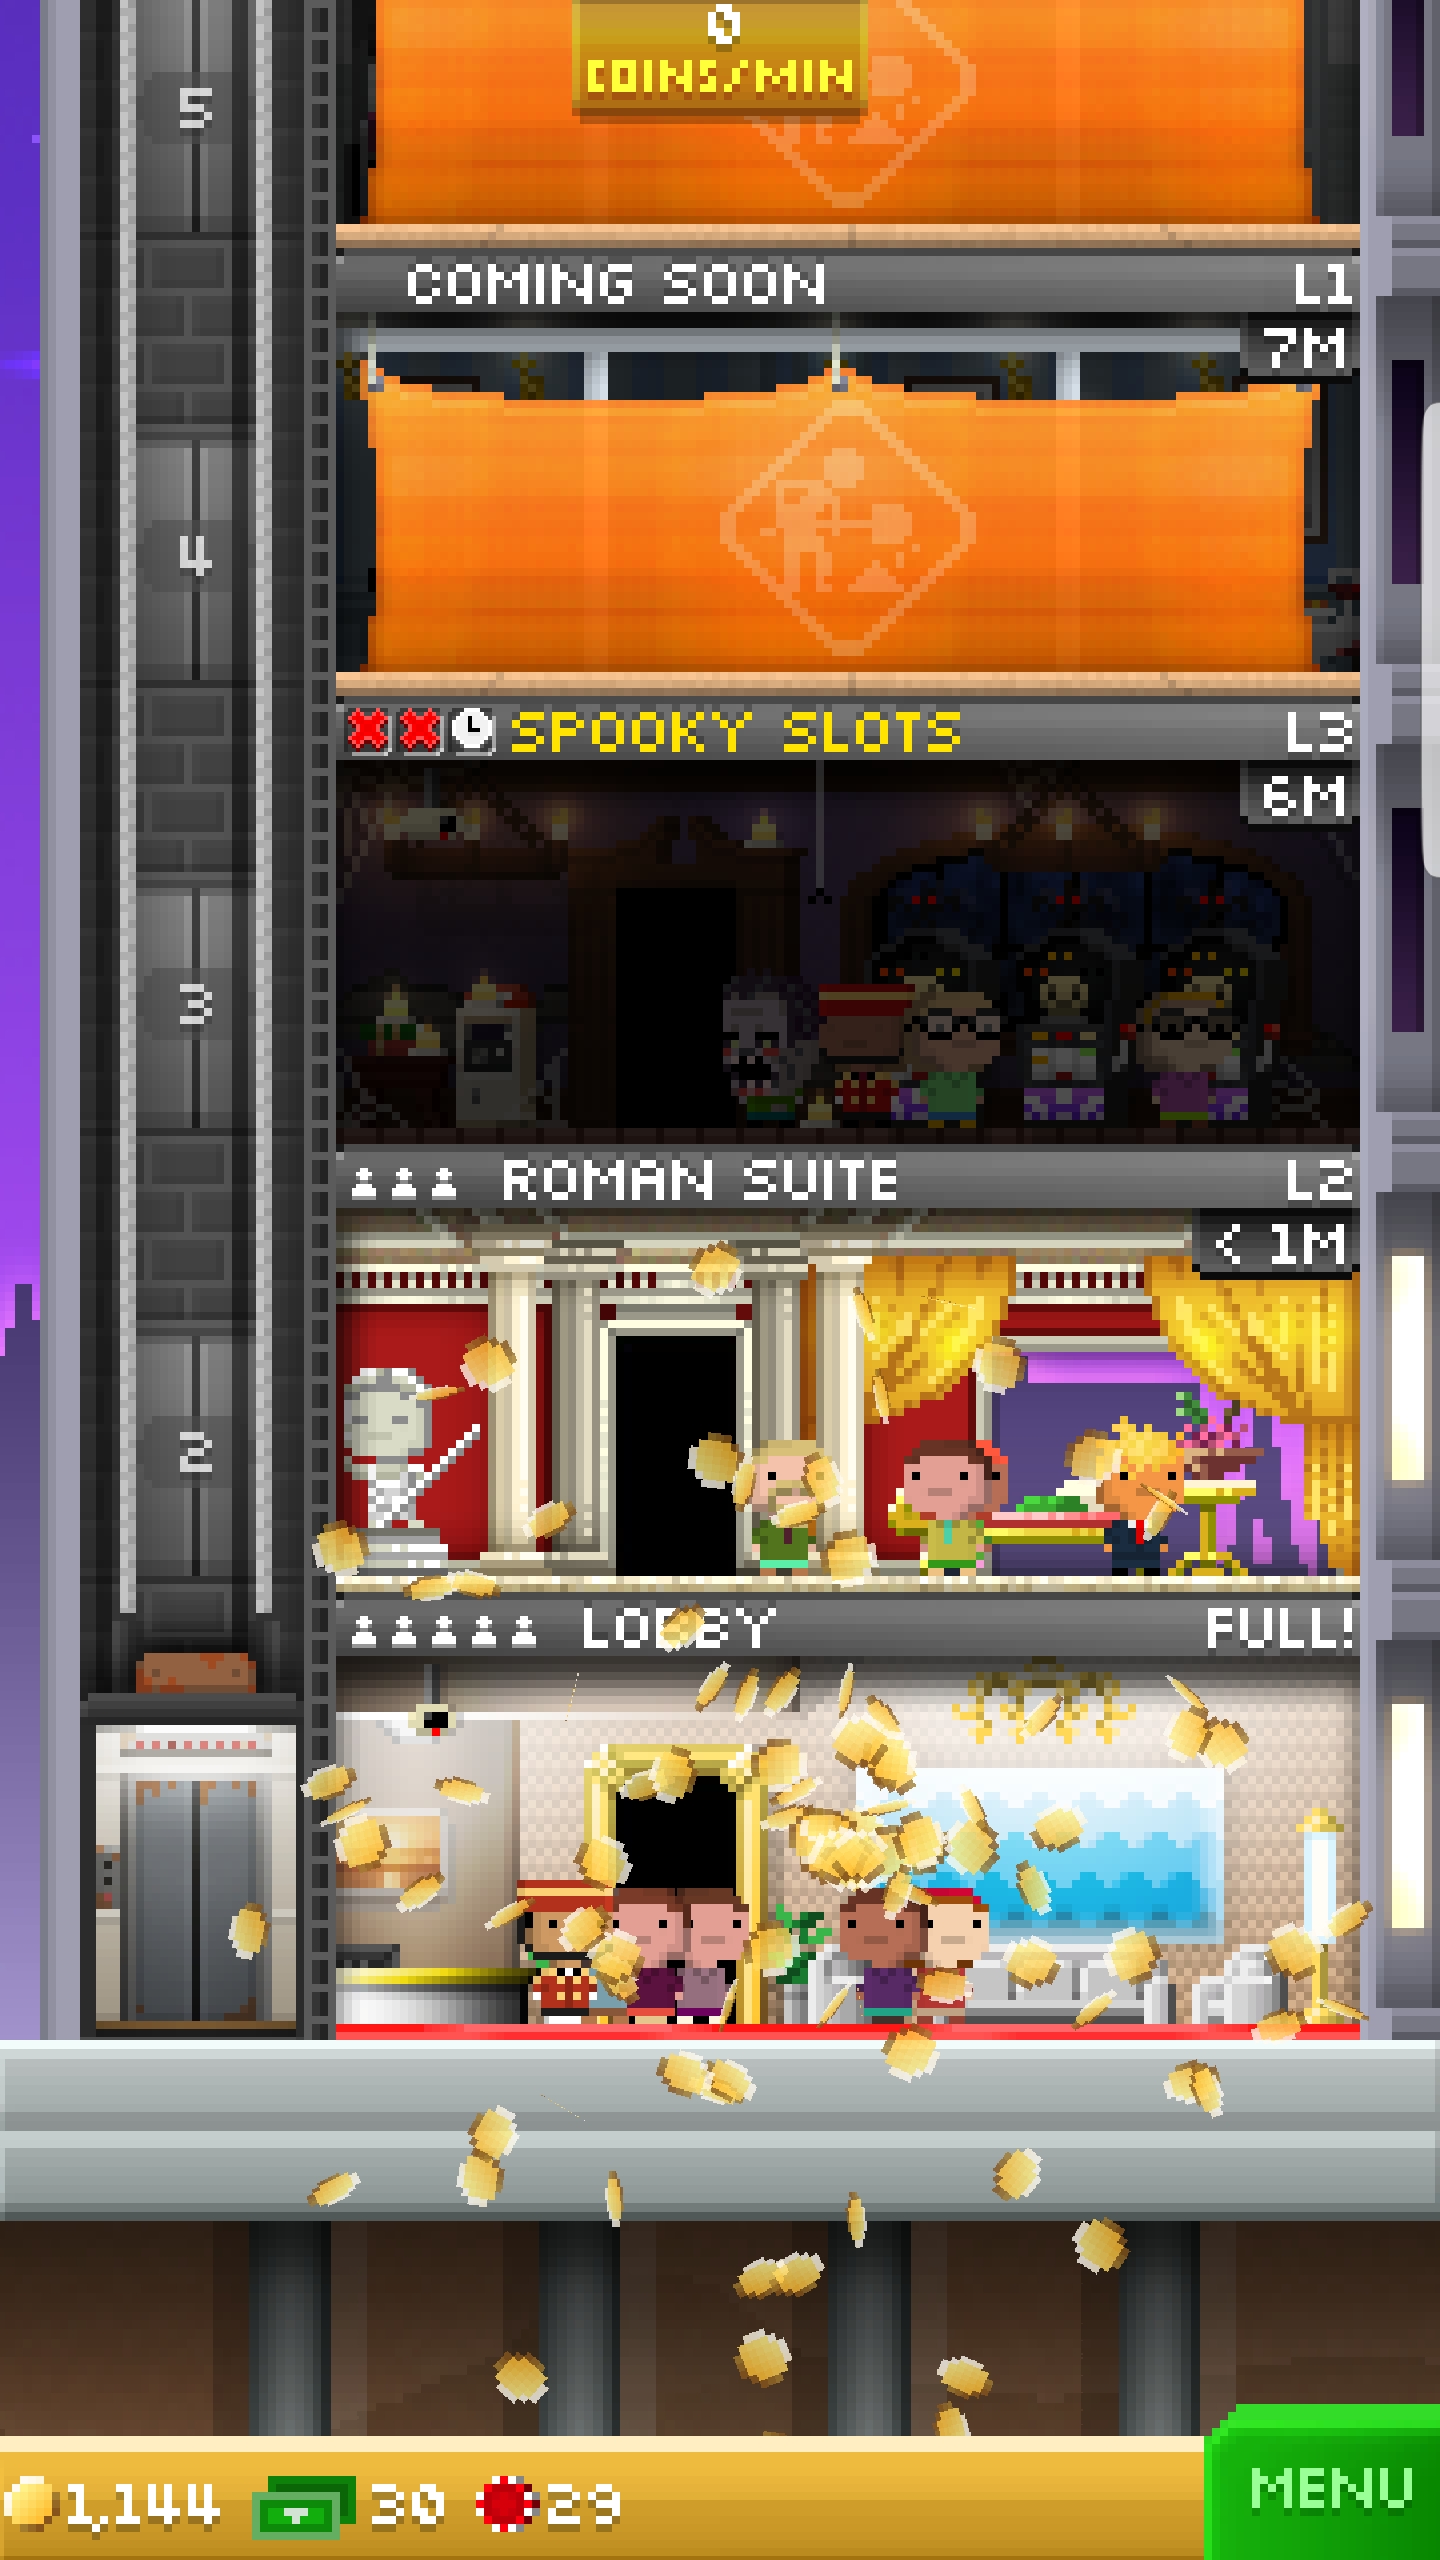 0
COINS/MIN
5
COMING SOON L1
7M
4
SPOOKY SLOTS L3
6M
3
ROMAN SUITE L2
< 1M
2
LOBBY FULL!
1,144 30 29 MENU